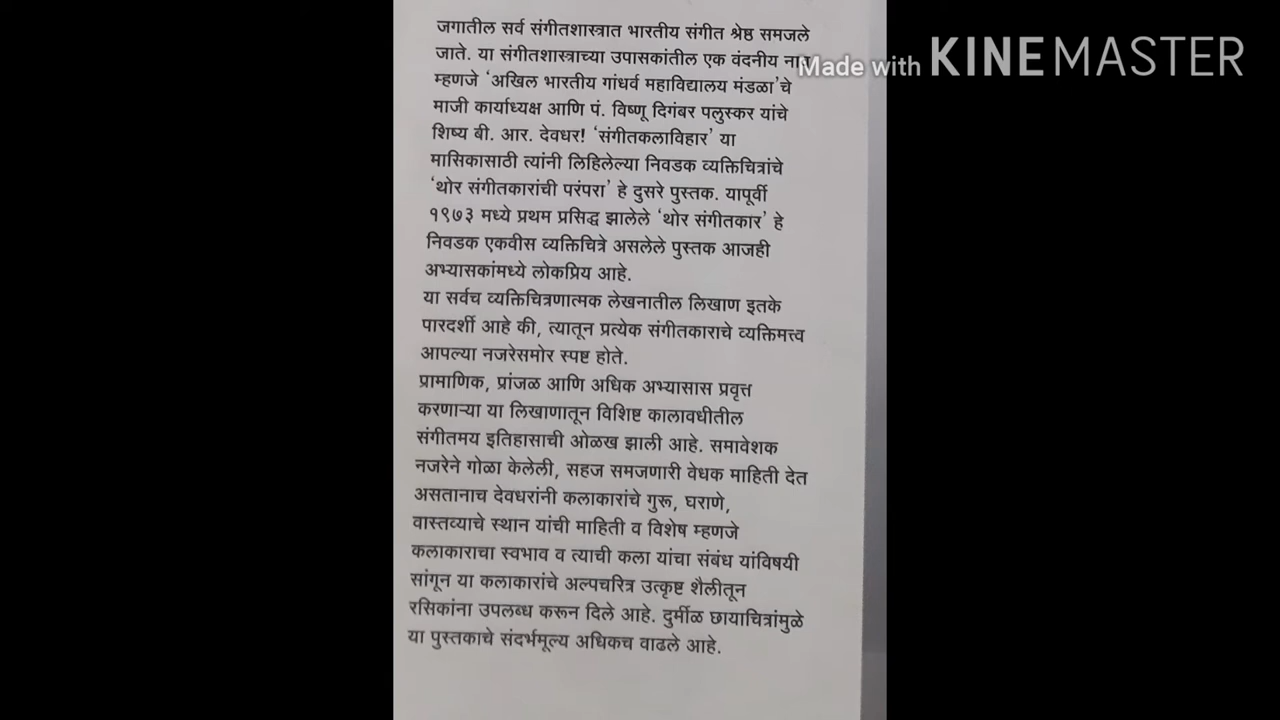 जगातील सर्व संगीतशास्त्रात भारतीय संगीत श्रेष्ठ समजले
जाते. या संगीतशास्त्राच्या उपासकांतील एक वंदनीय
Made with KINEMASTER
म्हणजे ‘अखिल भारतीय गांधर्व महाविद्यालय मंडळा’चे
माजी कार्याध्यक्ष आणि पं. विष्णू दिगंबर पलुस्कर यांचे
शिष्य बी. आर. देवधर! ‘संगीतकलाविहार’ या
मासिकासाठी त्यांनी लिहिलेल्या निवडक व्यक्तिचित्रांचे
‘थोर संगीतकारांची परंपरा’ हे दुसरे पुस्तक. यापूर्वी
१९७३ मध्ये प्रथम प्रसिद्ध झालेले ‘थोर संगीतकार’ हे
निवडक एकवीस व्यक्तिचित्रे असलेले पुस्तक आजही
अभ्यासकांमध्ये लोकप्रिय आहे.
या सर्वच व्यक्तिचित्रणात्मक लेखनातील लिखाण इतके
पारदर्शी आहे की, त्यातून प्रत्येक संगीतकाराचे व्यक्तिमत्त्व
आपल्या नजरेसमोर स्पष्ट होते.
प्रामाणिक, प्रांजळ आणि अधिक अभ्यासास प्रवृत्त
करणाऱ्या या लिखाणातून विशिष्ट कालावधीतील
संगीतमय इतिहासाची ओळख झाली आहे. समावेशक
नजरेने गोळा केलेली, सहज समजणारी वेधक माहिती देत
असतानाच देवधरांनी कलाकारांचे गुरू, घराणे,
वास्तव्याचे स्थान यांची माहिती व विशेष म्हणजे
कलाकाराचा स्वभाव व त्याची कला यांचा संबंध यांविषयी
सांगून या कलाकारांचे अल्पचरित्र उत्कृष्ट शैलीतून
रसिकांना उपलब्ध करून दिले आहे. दुर्मीळ छायाचित्रांमुळे
या पुस्तकाचे संदर्भमूल्य अधिकच वाढले आहे.